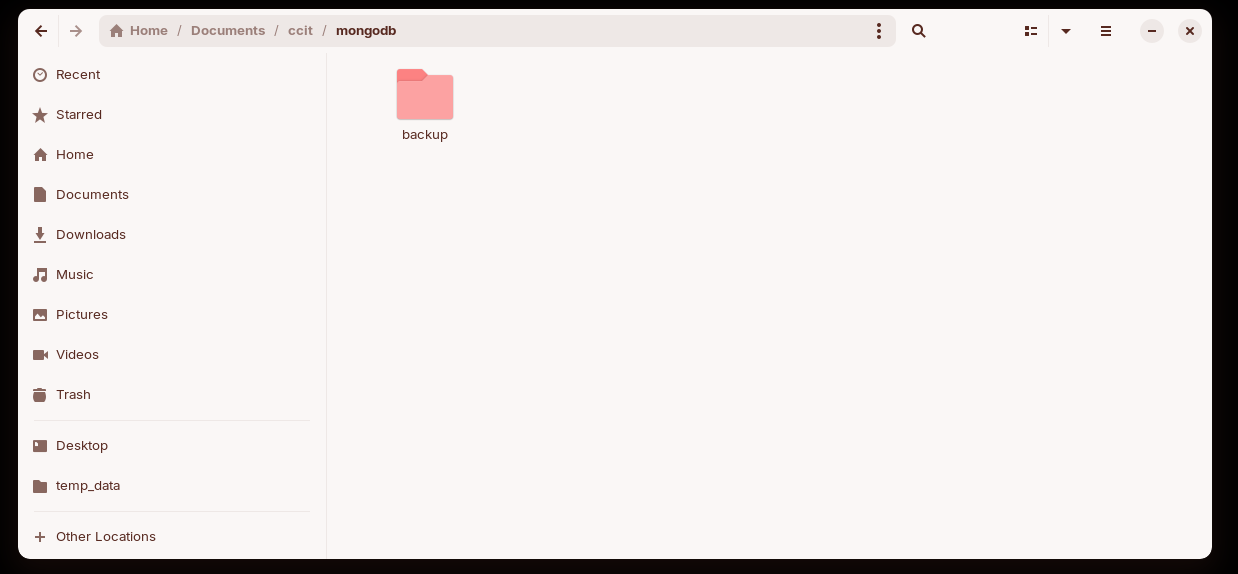 Home / Documents / ccit / mongodb
Recent
Starred
Home
Documents
Downloads
Music
Pictures
Videos
Trash
Desktop
temp_data
Other Locations
backup